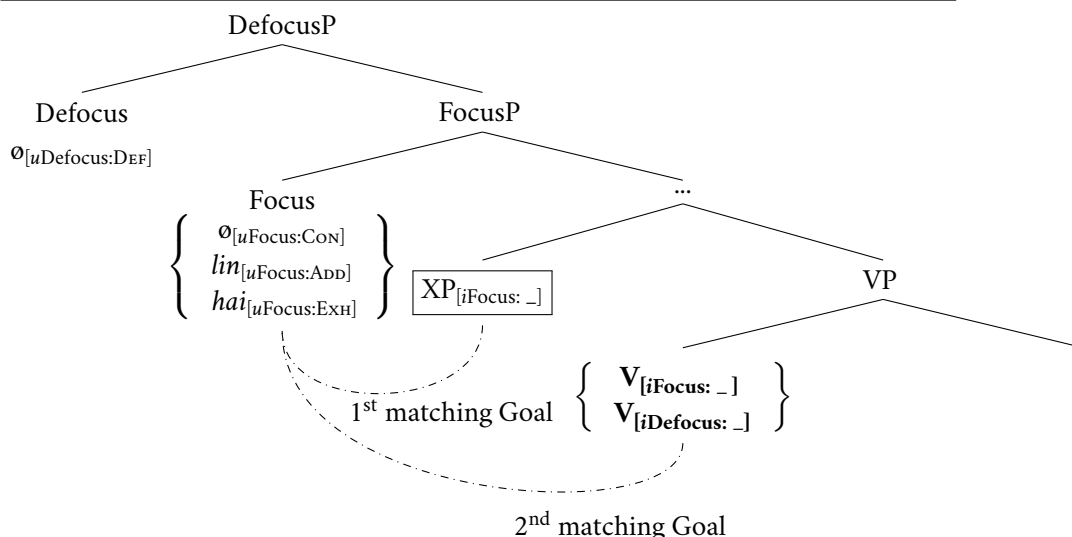 DefocusP
Defocus
FocusP
ø[uDefocus:DEF]
Focus
...
ø[uFocus:CON]
lin[uFocus:ADD]
hai[uFocus:EXH]
XP[iFocus: _]
VP
V[iFocus: _ ]
V[iDefocus: _]
1st matching Goal
2nd matching Goal